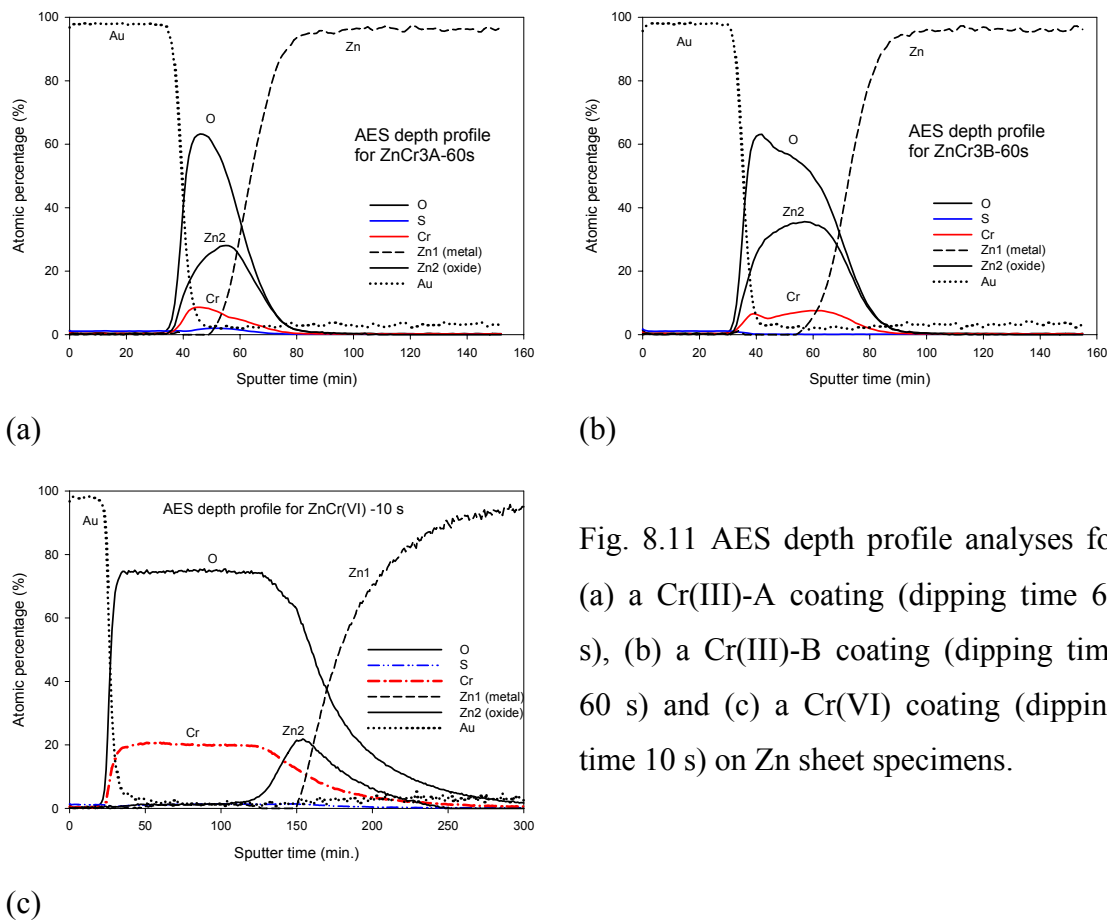 100
80
60
40
20
0
Atomic percentage (%)
Au
Zn
O
Zn2
Cr
AES depth profile
for ZnCr3A-60s
O
S
Cr
Zn1 (metal)
Zn2 (oxide)
Au
0 20 40 60 80 100 120 140 160
Sputter time (min)
(a)
100
80
60
40
20
0
Atomic percentage (%)
Au
Zn
O
Zn2
Cr
AES depth profile
for ZnCr3B-60s
O
S
Cr
Zn1 (metal)
Zn2 (oxide)
Au
0 20 40 60 80 100 120 140 160
Sputter time (min)
(b)
100
80
60
40
20
0
Atomic percentage (%)
AES depth profile for ZnCr(VI) -10 s
Au
O
Zn1
Cr
Zn2
O
S
Cr
Zn1 (metal)
Zn2 (oxide)
Au
0 50 100 150 200 250 300
Sputter time (min.)
(c)
Fig. 8.11 AES depth profile analyses fo
(a) a Cr(III)-A coating (dipping time 6
s), (b) a Cr(III)-B coating (dipping tim
60 s) and (c) a Cr(VI) coating (dippin
time 10 s) on Zn sheet specimens.